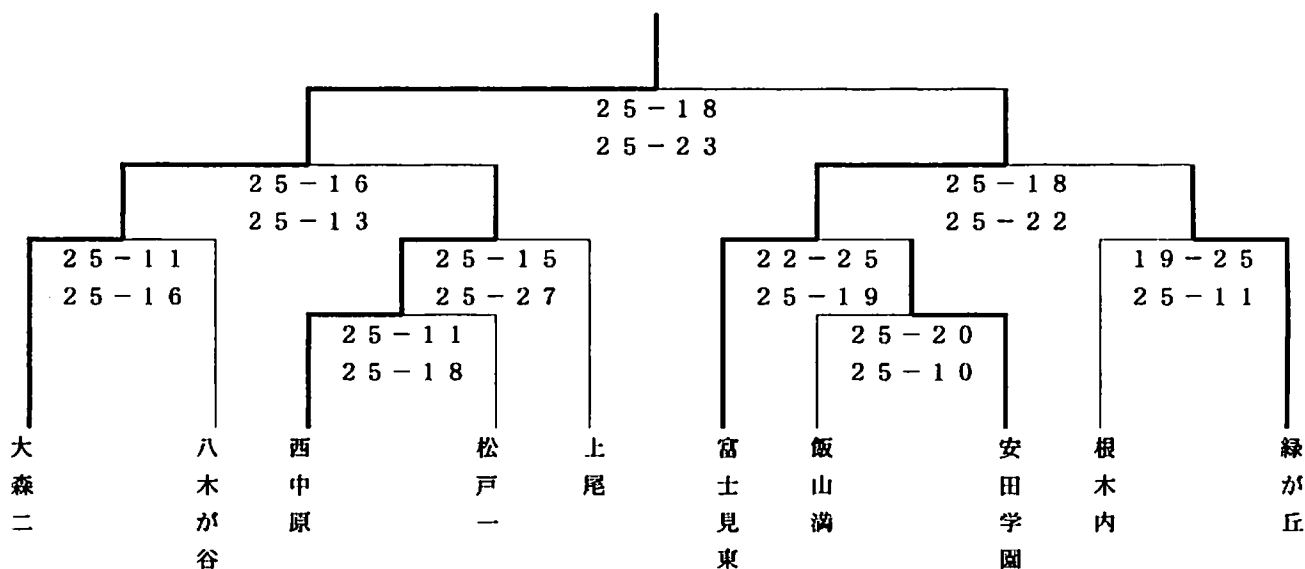 25-18
25-23
25-16
25-13
25-18
25-22
25-11
25-16
25-15
25-27
22-25
25-19
19-25
25-11
25-11
25-18
25-20
25-10
大森二
八木が谷
西中原
松戸一
上尾
富士見東
飯山満
安田学園
根木内
緑が丘